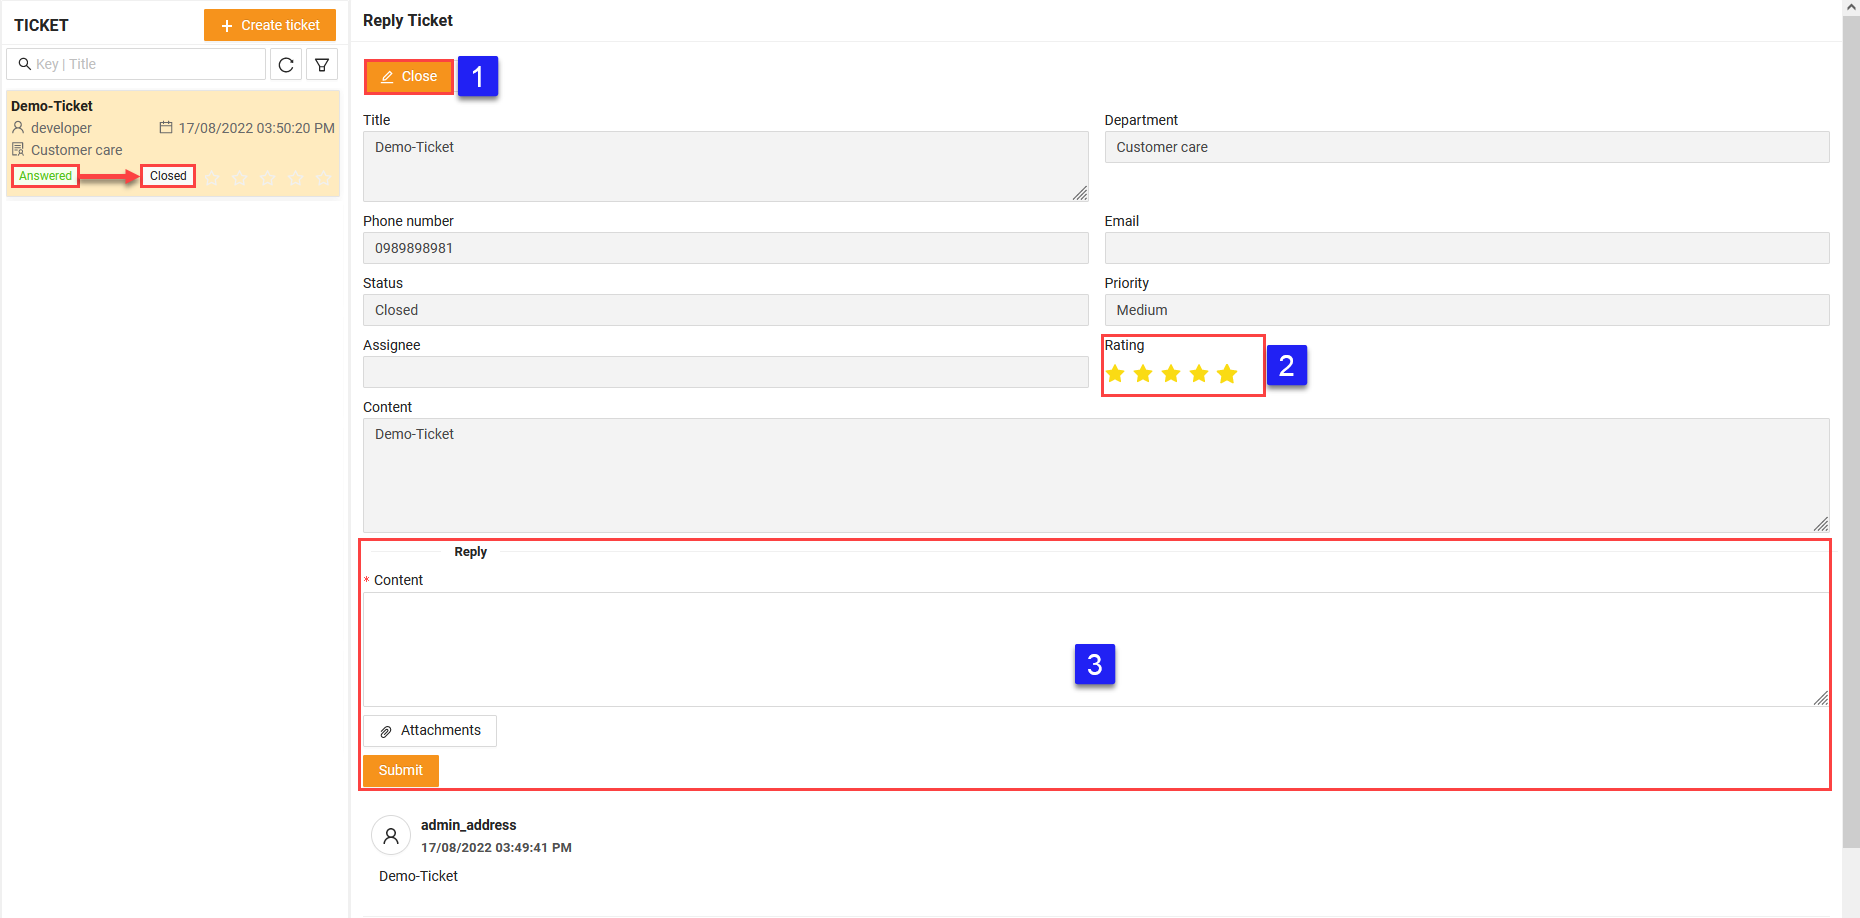 TICKET
Create ticket
Key | Title
Demo-Ticket
developer
17/08/2022 03:50:20 PM
Customer care
Answered
Closed
Reply Ticket
Close
1
Title
Department
Demo-Ticket
Customer care
Phone number
Email
0989898981
Status
Priority
Closed
Medium
Assignee
Rating
2
Content
Demo-Ticket
Reply
* Content
3
Attachments
Submit
admin_address
17/08/2022 03:49:41 PM
Demo-Ticket